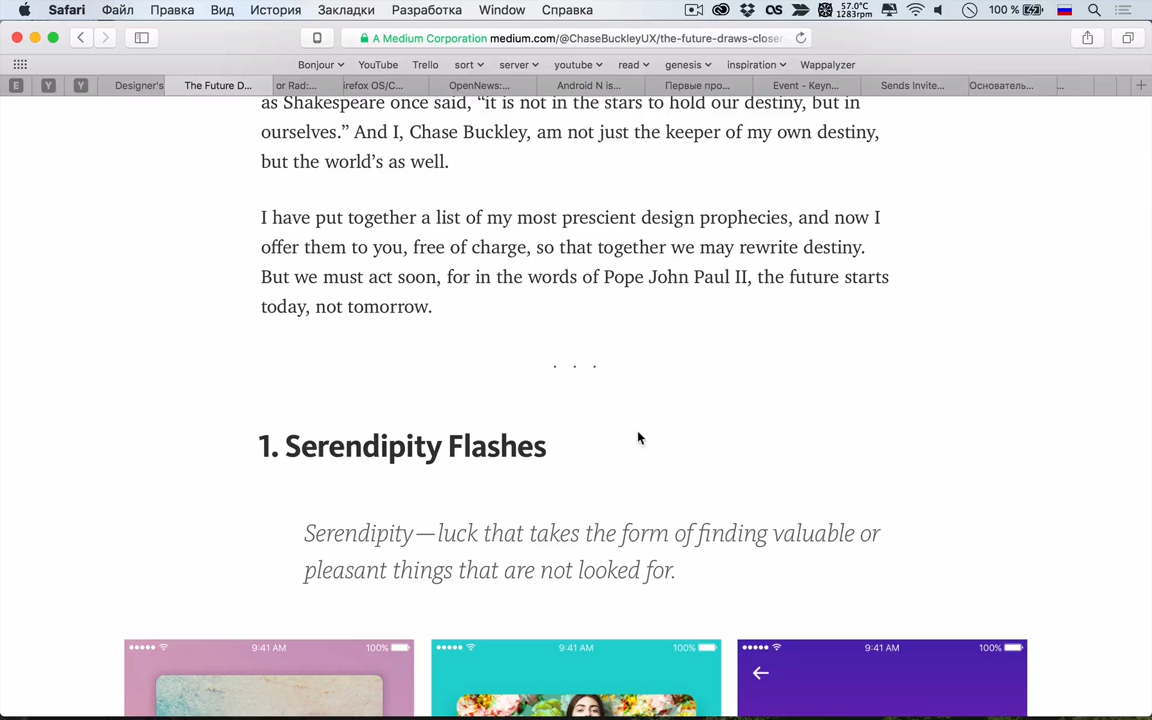 Safari Файл Правка Вид История Закладки Разработка Window Справка 57.0°C 1283rpm 100 %
A Medium Corporation medium.com/@ChaseBuckleyUX/the-future-draws-closer
Bonjour YouTube Trello sort server youtube read genesis inspiration Wappalyzer
E Y Y Designer's The Future D... or Rad:... irefox OS/C... OpenNews:... Android N is... Первые про... Event - Keyn... Sends Invite... Основатель... ...
as Shakespeare once said, “it is not in the stars to hold our destiny, but in
ourselves.” And I, Chase Buckley, am not just the keeper of my own destiny,
but the world’s as well.
I have put together a list of my most prescient design prophecies, and now I
offer them to you, free of charge, so that together we may rewrite destiny.
But we must act soon, for in the words of Pope John Paul II, the future starts
today, not tomorrow.
. . .
1. Serendipity Flashes
Serendipity—luck that takes the form of finding valuable or
pleasant things that are not looked for.
9:41 AM 100% 9:41 AM 100% 9:41 AM 100%